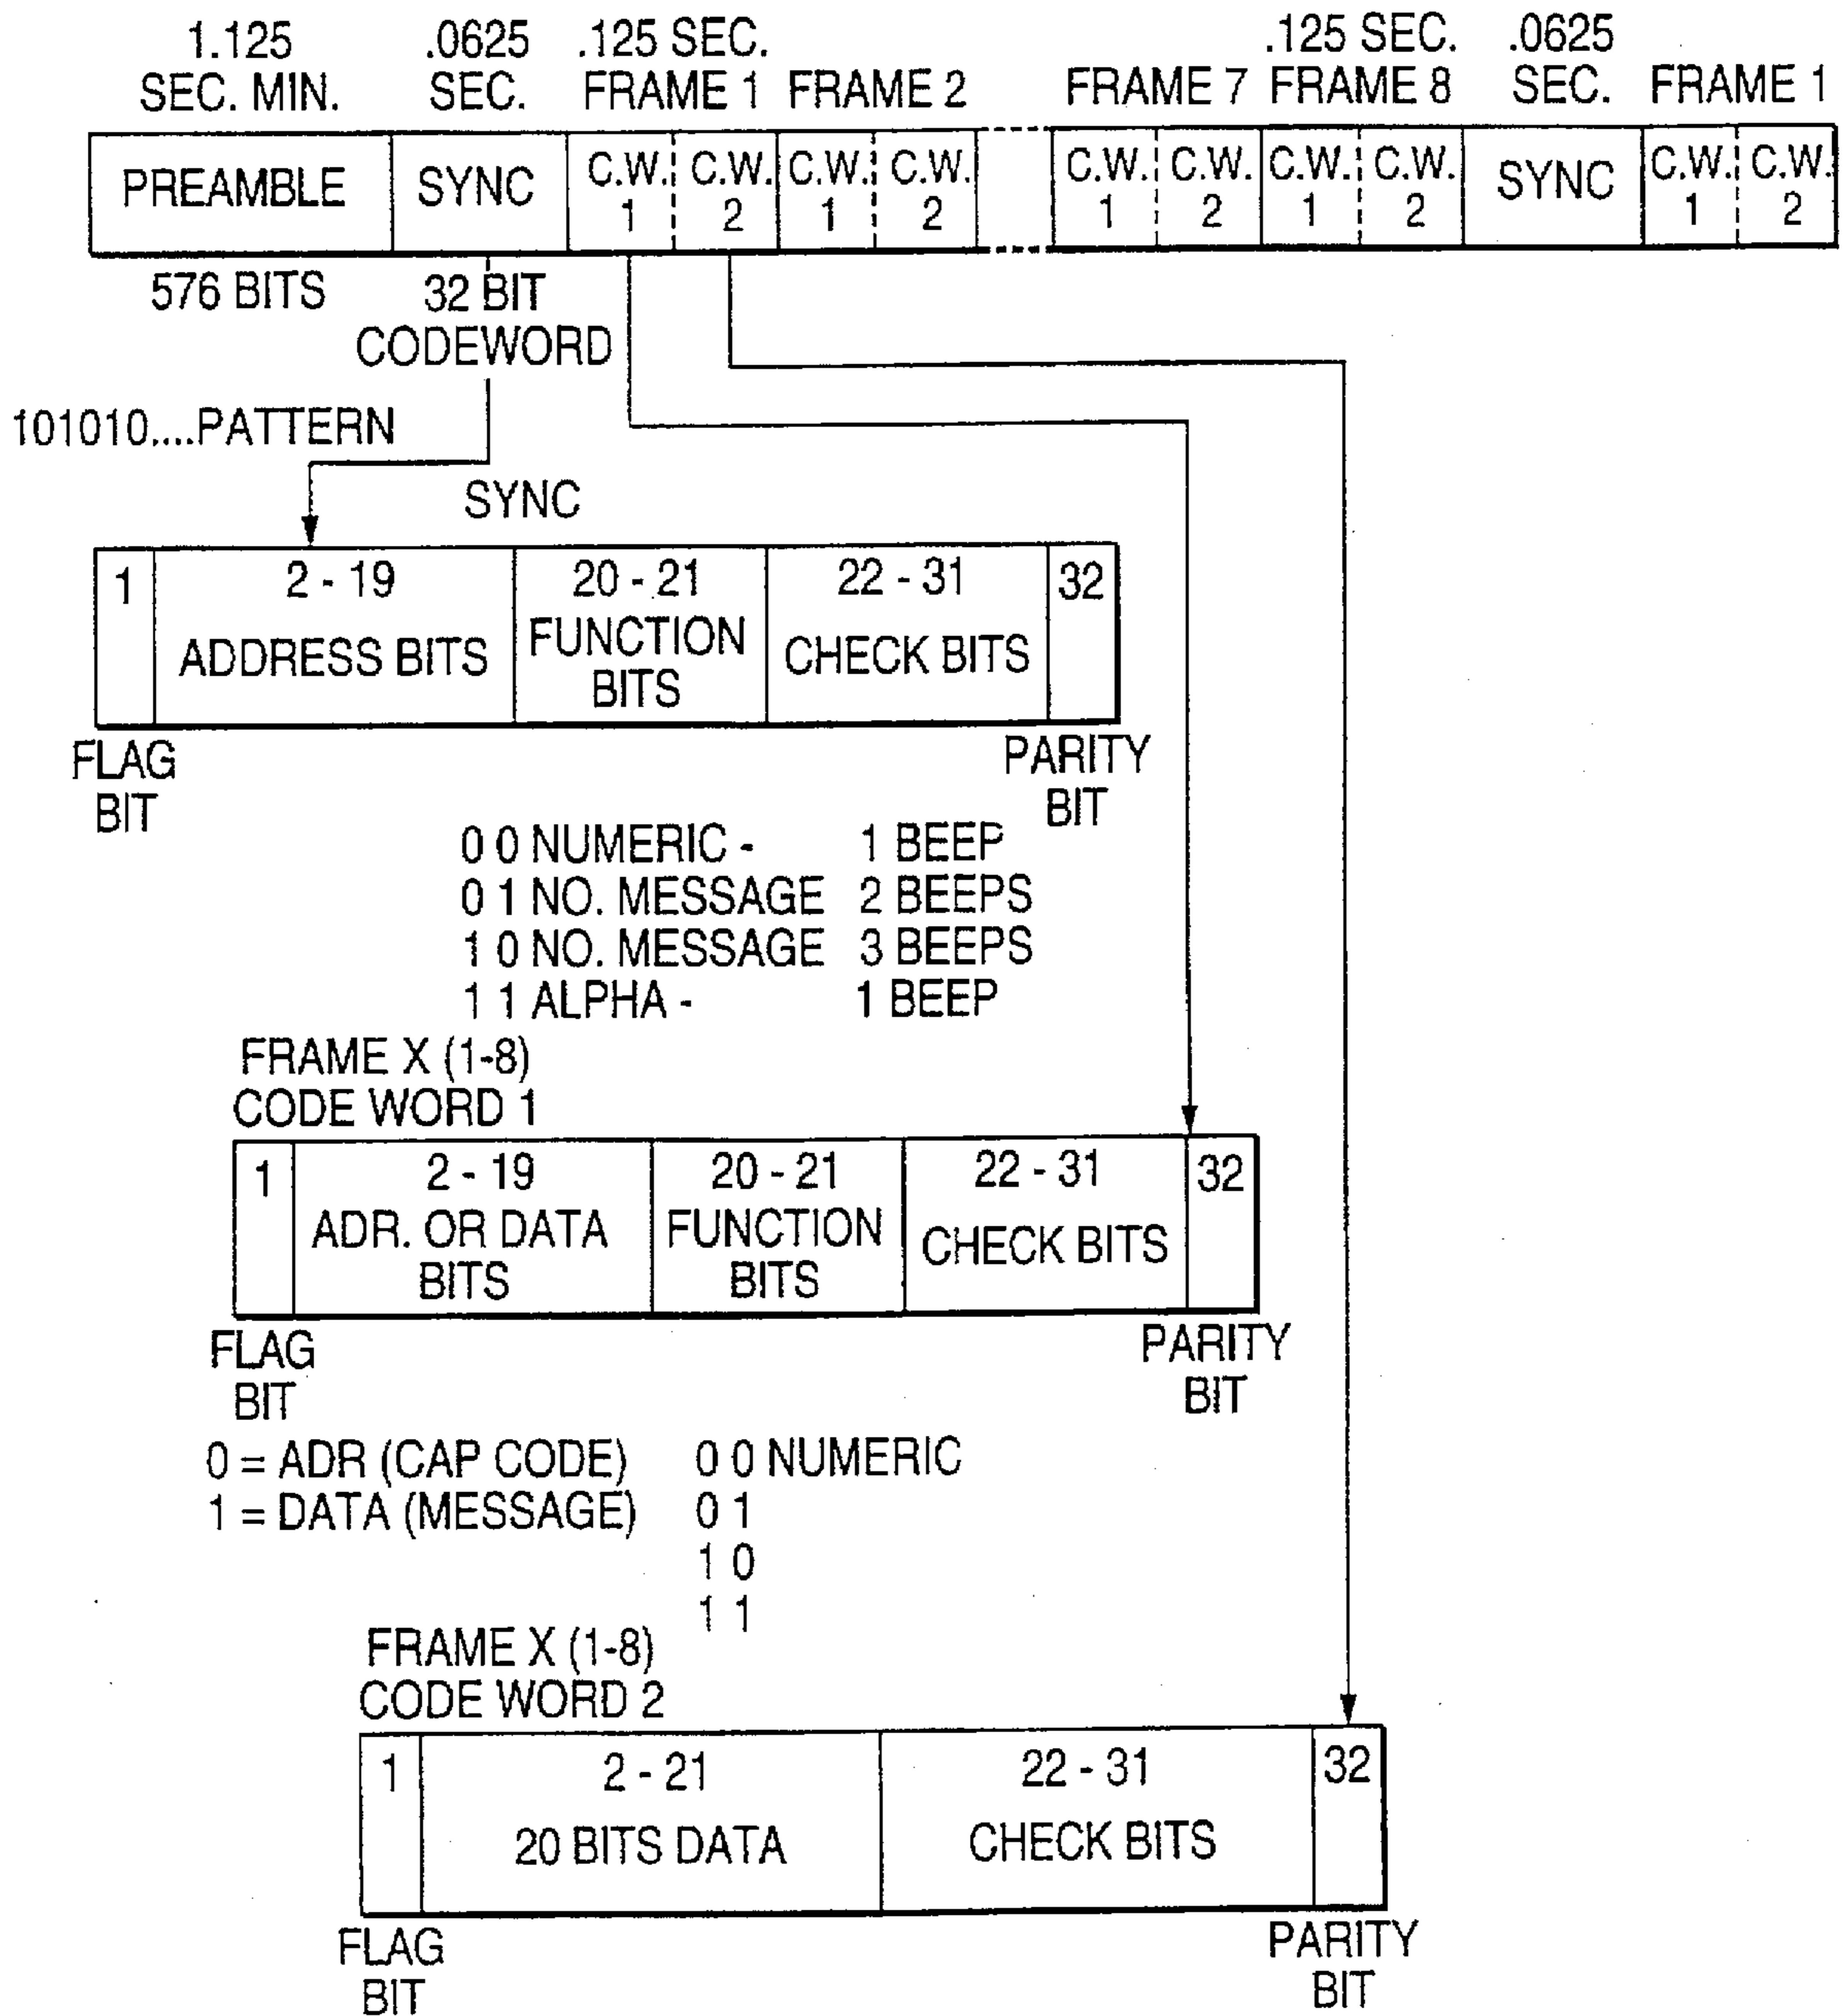 1.125 .0625 .125 SEC. .125 SEC. .0625
SEC. MIN. SEC. FRAME 1 FRAME 2 FRAME 7 FRAME 8 SEC. FRAME 1
PREAMBLE SYNC C.W. C.W. C.W. C.W. C.W. C.W. C.W. C.W. SYNC C.W. C.W.
1 2 1 2 1 2 1 2 1 2
576 BITS 32 BIT
CODEWORD
101010....PATTERN
SYNC
1 2 - 19 20 - 21 22 - 31 32
ADDRESS BITS FUNCTION CHECK BITS
BITS
FLAG PARITY
BIT BIT
0 0 NUMERIC - 1 BEEP
0 1 NO. MESSAGE 2 BEEPS
1 0 NO. MESSAGE 3 BEEPS
1 1 ALPHA - 1 BEEP
FRAME X (1-8)
CODE WORD 1
1 2 - 19 20 - 21 22 - 31 32
ADR. OR DATA FUNCTION CHECK BITS
BITS BITS
FLAG PARITY
BIT BIT
0 = ADR (CAP CODE) 0 0 NUMERIC
1 = DATA (MESSAGE) 0 1
1 0
1 1
FRAME X (1-8)
CODE WORD 2
1 2 - 21 22 - 31 32
20 BITS DATA CHECK BITS
FLAG PARITY
BIT BIT